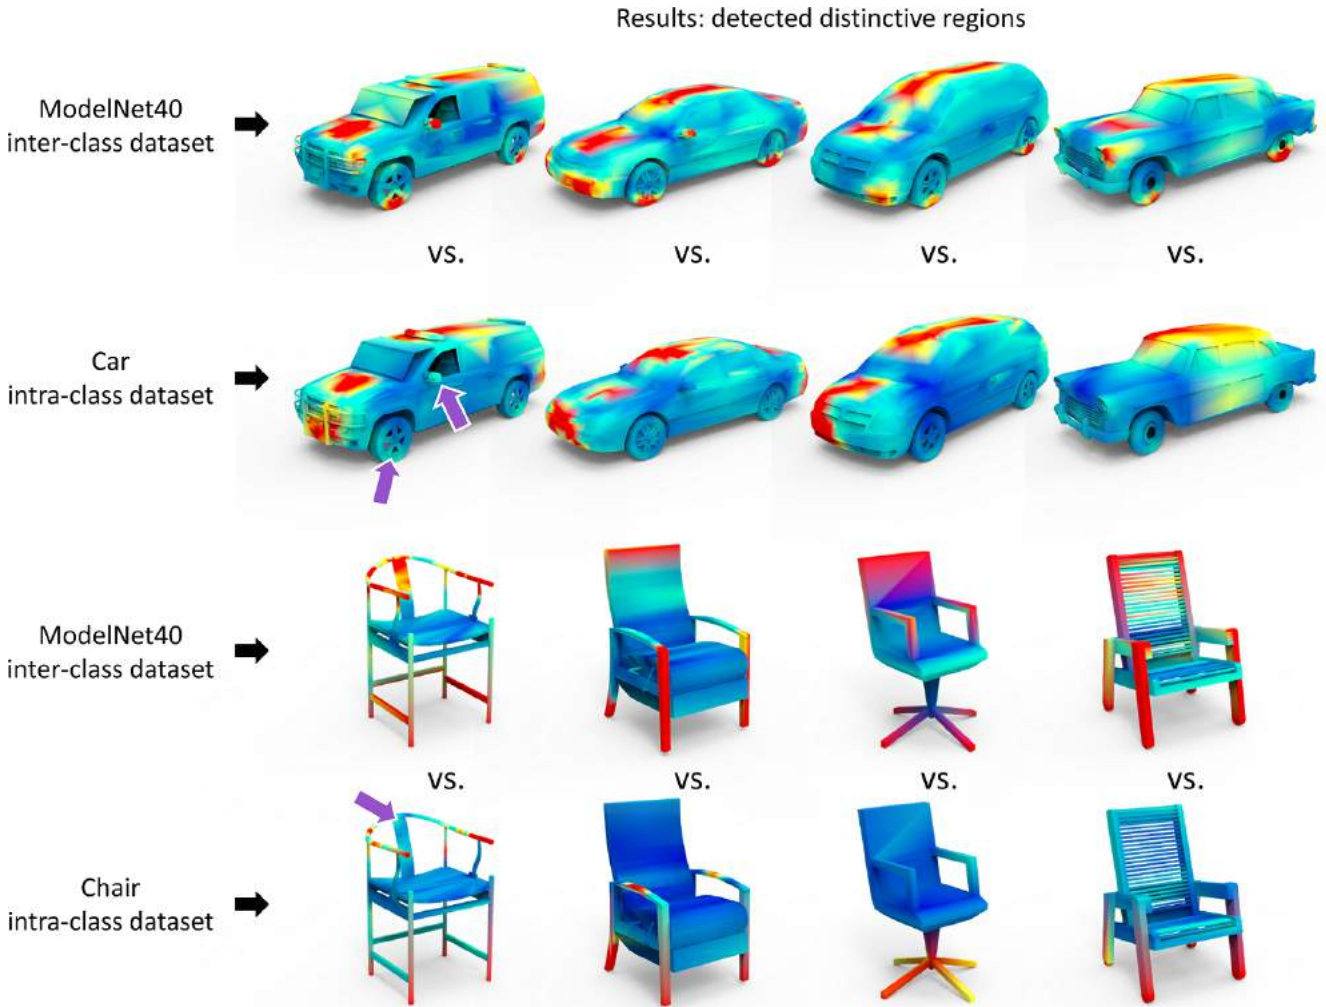 Results: detected distinctive regions
ModelNet40
inter-class dataset
vs.
vs.
vs.
vs.
Car
intra-class dataset
ModelNet40
inter-class dataset
vs.
vs.
vs.
vs.
Chair
intra-class dataset